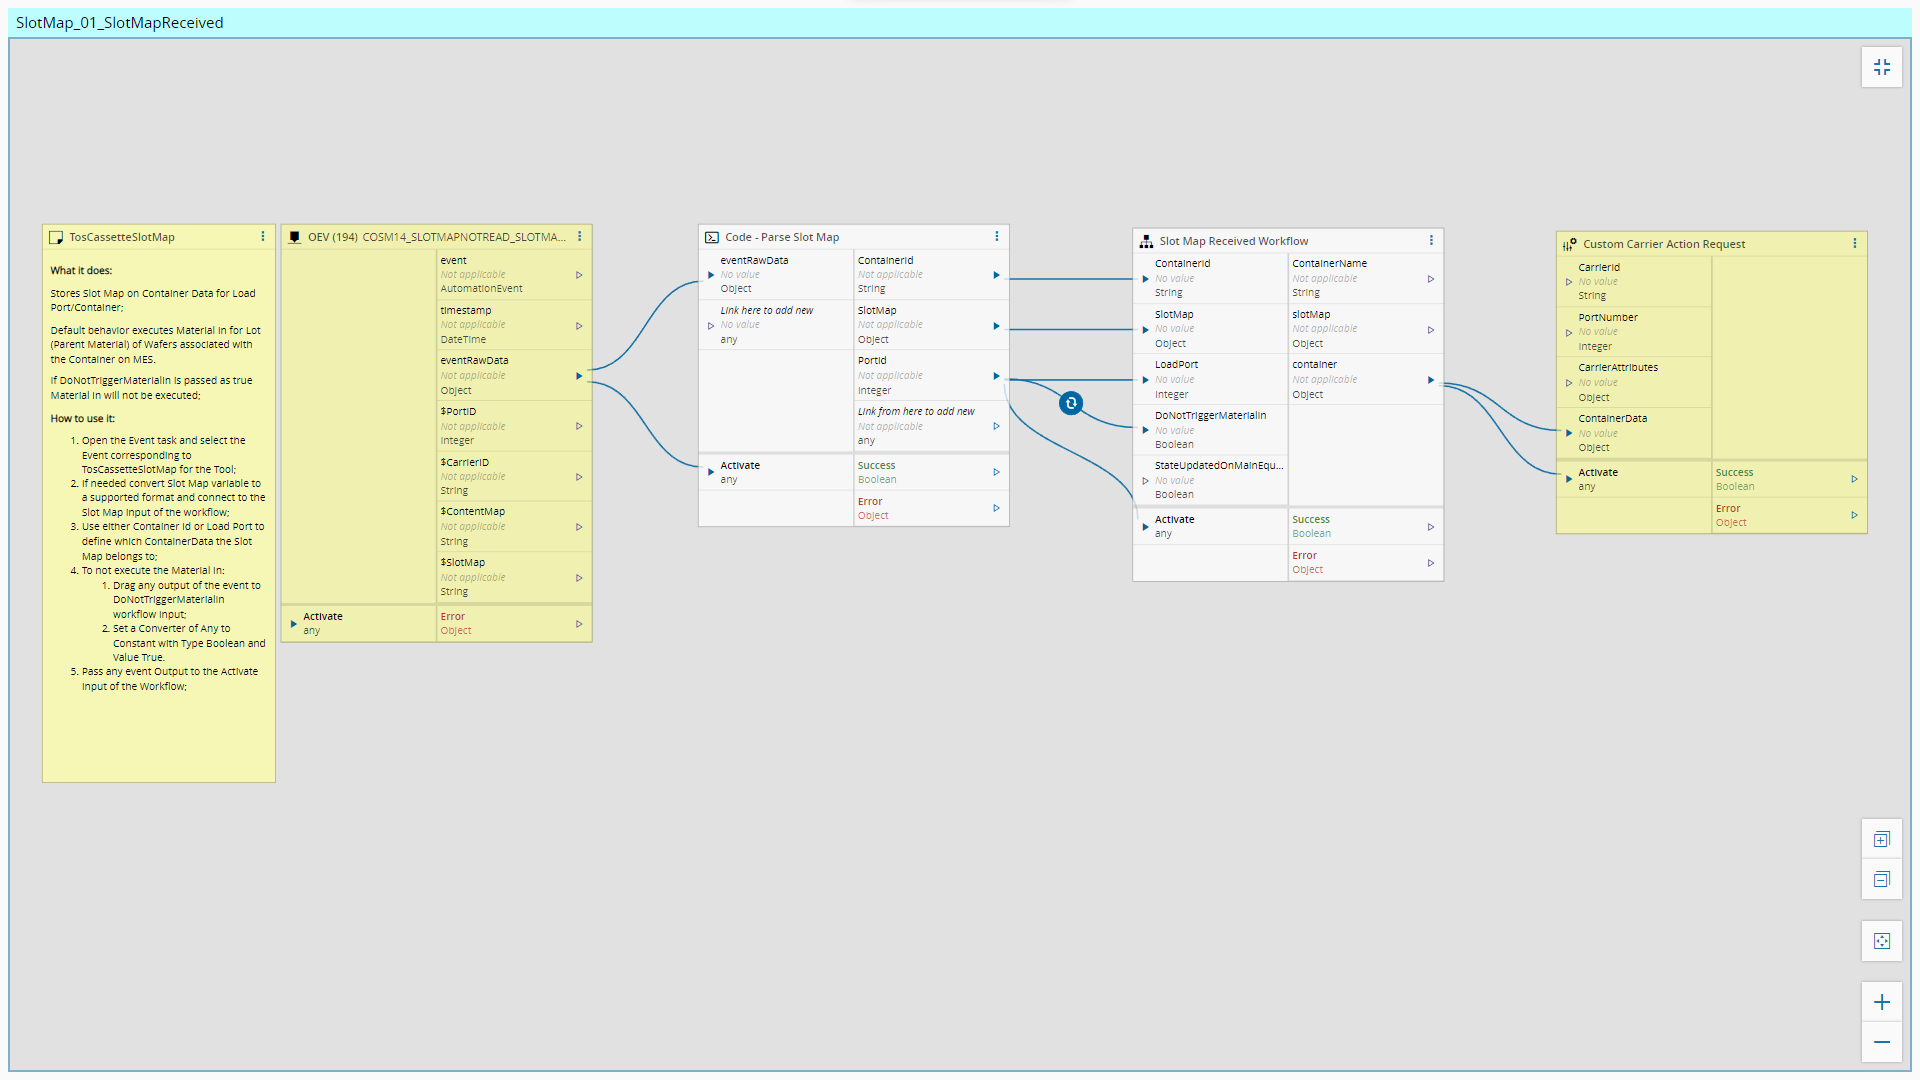 SlotMap_01_SlotMapReceived
TosCassetteSlotMap
What it does:
Stores Slot Map on Container Data for Load
Port/Container;
Default behavior executes Material In for Lot
(Parent Material) of Wafers associated with
the Container on MES.
If DoNotTriggerMaterialIn is passed as true
Material In will not be executed;
How to use it:
1. Open the Event task and select the
Event corresponding to
TosCassetteSlotMap for the Tool;
2. If needed convert Slot Map variable to
a supported format and connect to the
Slot Map Input of the workflow;
3. Use either Container Id or Load Port to
define which ContainerData the Slot
Map belongs to;
4. To not execute the Material In:
1. Drag any output of the event to
DoNotTriggerMaterialIn
workflow Input;
2. Set a Converter of Any to
Constant with Type Boolean and
Value True.
5. Pass any event Output to the Activate
Input of the Workflow;
OEV (194) COSM14_SLOTMAPNOTREAD_SLOTMA...
event
Not applicable
AutomationEvent
timestamp
Not applicable
DateTime
eventRawData
Not applicable
Object
$PortID
Not applicable
Integer
$CarrierID
Not applicable
String
$ContentMap
Not applicable
String
$SlotMap
Not applicable
String
Activate
any
Error
Object
Code - Parse Slot Map
eventRawData
No value
Object
Link here to add new
No value
any
ContainerId
Not applicable
String
SlotMap
Not applicable
Object
PortId
Not applicable
Integer
Link from here to add new
Not applicable
any
Activate
any
Success
Boolean
Error
Object
Slot Map Received Workflow
ContainerId
No value
String
SlotMap
No value
Object
LoadPort
No value
Integer
DoNotTriggerMaterialIn
No value
Boolean
StateUpdatedOnMainEqu...
No value
Boolean
ContainerName
Not applicable
String
slotMap
Not applicable
Object
container
Not applicable
Object
Activate
any
Success
Boolean
Error
Object
Custom Carrier Action Request
CarrierId
No value
String
PortNumber
No value
Integer
CarrierAttributes
No value
Object
ContainerData
No value
Object
Activate
any
Success
Boolean
Error
Object